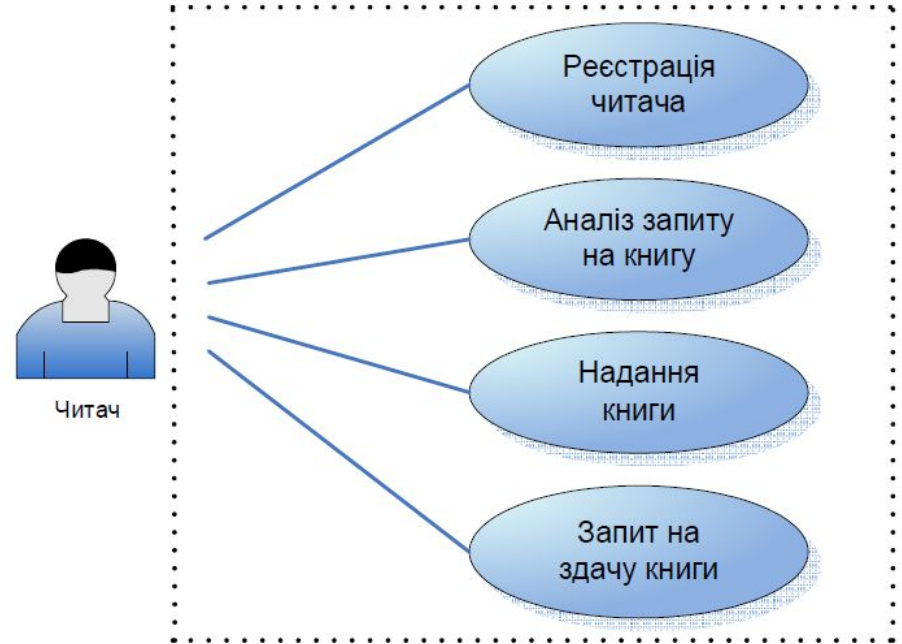 Реєстрація
читача
Аналіз запиту
на книгу
Надання
книги
Читач
Запит на
здачу книги